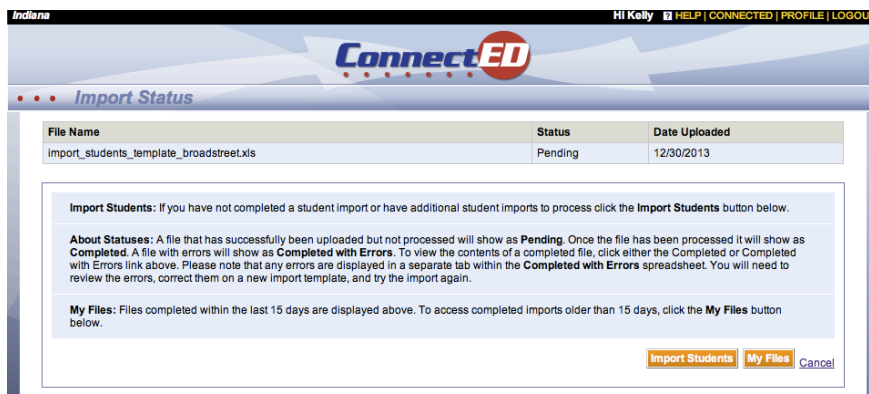 Indiana
Hi Kelly ? HELP | CONNECTED | PROFILE | LOGOU
ConnectED
Import Status
File Name Status Date Uploaded
import_students_template_broadstreet.xls Pending 12/30/2013
Import Students: If you have not completed a student import or have additional student imports to process click the Import Students button below.
About Statuses: A file that has successfully been uploaded but not processed will show as Pending. Once the file has been processed it will show as
Completed. A file with errors will show as Completed with Errors. To view the contents of a completed file, click either the Completed or Completed
with Errors link above. Please note that any errors are displayed in a separate tab within the Completed with Errors spreadsheet. You will need to
review the errors, correct them on a new import template, and try the import again.
My Files: Files completed within the last 15 days are displayed above. To access completed imports older than 15 days, click the My Files button
below.
Import Students My Files Cancel